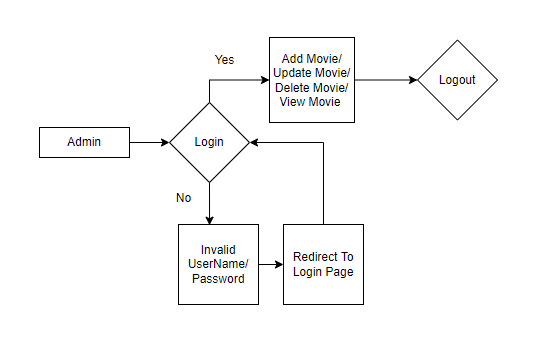 Yes
Add Movie/
Update Movie/
Delete Movie/
View Movie
Logout
Admin
Login
No
Invalid
UserName/
Password
Redirect To
Login Page